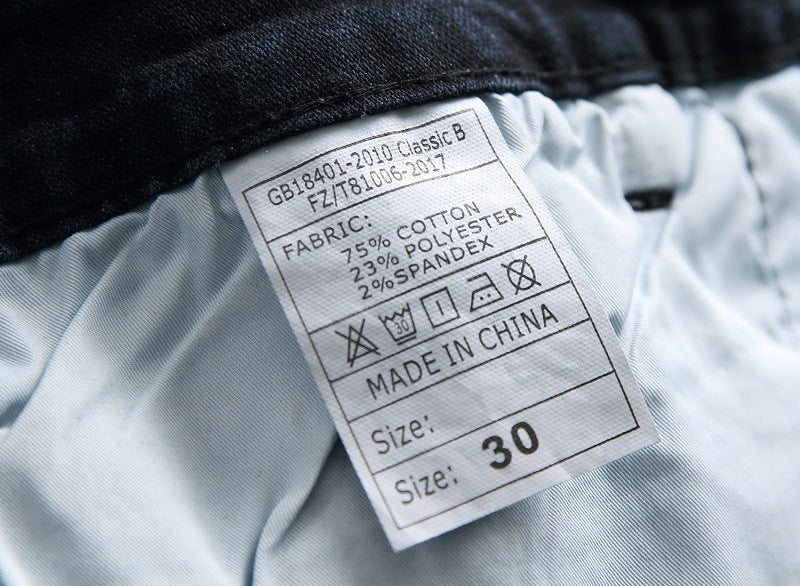 GB18401-2010 Classic B
FZ/T81006-2017
FABRIC:
75% COTTON
23% POLYESTER
2%SPANDEX
30
MADE IN CHINA
Size:
Size: 30